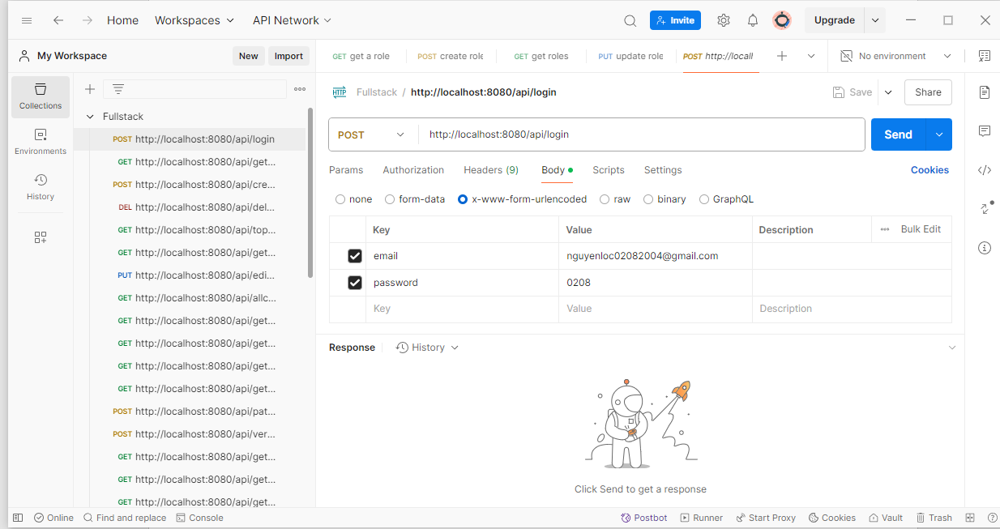 Home Workspaces API Network Invite Upgrade
My Workspace New Import GET get a role POST create role GET get roles PUT update role POST http://locall No environment
Collections
Environments
History
Fullstack
POST http://localhost:8080/api/login
GET http://localhost:8080/api/get...
POST http://localhost:8080/api/cre...
DEL http://localhost:8080/api/del...
GET http://localhost:8080/api/top...
GET http://localhost:8080/api/get...
PUT http://localhost:8080/api/edi...
GET http://localhost:8080/api/allc...
GET http://localhost:8080/api/get...
GET http://localhost:8080/api/get...
GET http://localhost:8080/api/get...
GET http://localhost:8080/api/get...
POST http://localhost:8080/api/pat...
POST http://localhost:8080/api/ver...
GET http://localhost:8080/api/get...
GET http://localhost:8080/api/get...
GET http://localhost:8080/api/get...
HTTP Fullstack / http://localhost:8080/api/login Save Share
POST http://localhost:8080/api/login Send
Params Authorization Headers (9) Body Scripts Settings Cookies
none form-data x-www-form-urlencoded raw binary GraphQL
Key Value Description Bulk Edit
email nguyenloc02082004@gmail.com
password 0208
Key Value Description
Response History
Click Send to get a response
Online Find and replace Console Postbot Runner Start Proxy Cookies Vault Trash